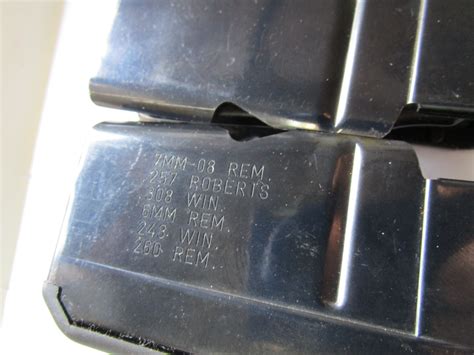 7MM-08 REM.
.257 ROBERTS
.308 WIN.
6MM REM.
.243 WIN.
.260 REM.